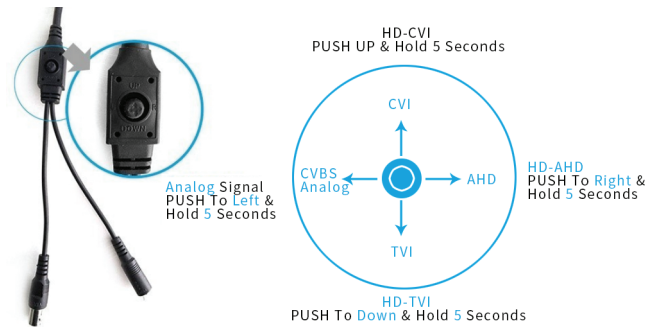 HD-CVI
PUSH UP & Hold 5 Seconds
UP
DOWN
CVI
CVBS
Analog
AHD
TVI
Analog Signal
PUSH To Left &
Hold 5 Seconds
HD-AHD
PUSH To Right &
Hold 5 Seconds
HD-TVI
PUSH To Down & Hold 5 Seconds